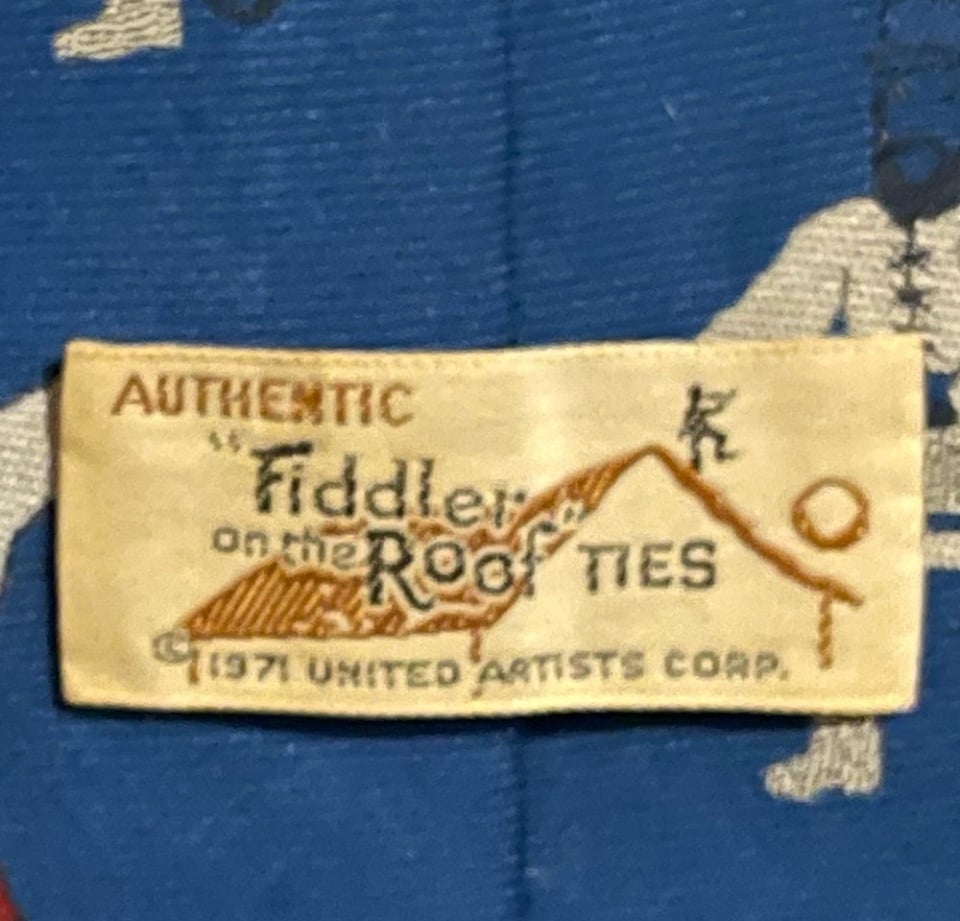 AUTHENTIC
"Fiddler
on the Roof" TIES
© 1971 UNITED ARTISTS CORP.